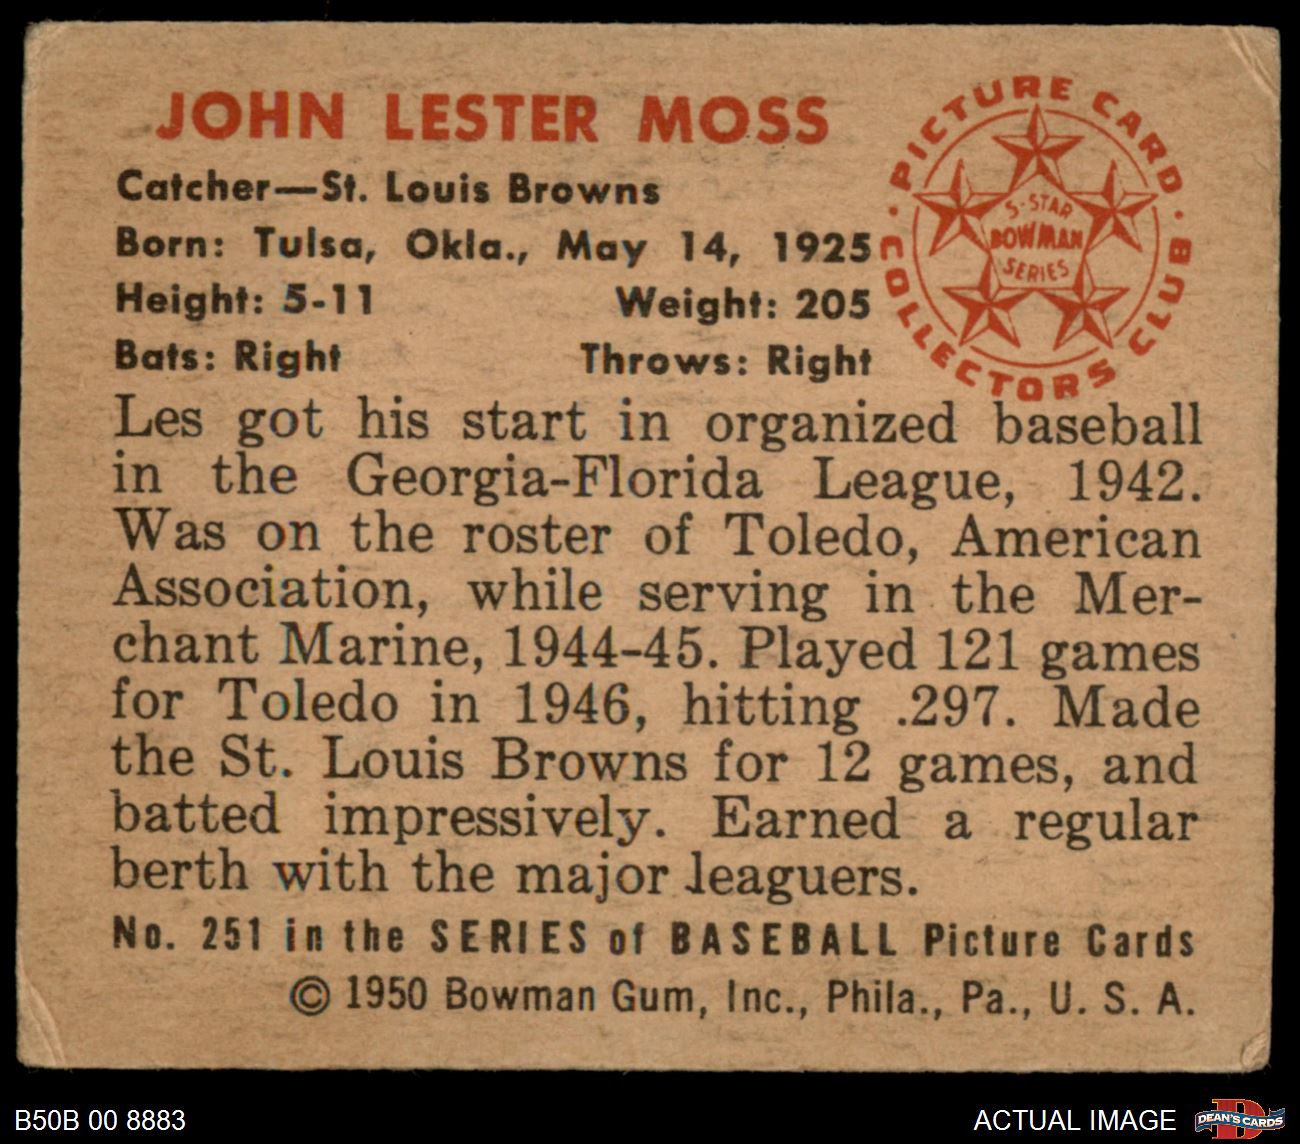 JOHN LESTER MOSS
Catcher—St. Louis Browns
Born: Tulsa, Okla., May 14, 1925
Height: 5-11 Weight: 205
Bats: Right Throws: Right
PICTURE CARD
COLLECTORS CLUB
5-STAR
BOWMAN
SERIES
Les got his start in organized baseball
in the Georgia-Florida League, 1942.
Was on the roster of Toledo, American
Association, while serving in the Mer-
chant Marine, 1944-45. Played 121 games
for Toledo in 1946, hitting .297. Made
the St. Louis Browns for 12 games, and
batted impressively. Earned a regular
berth with the major leaguers.
No. 251 in the SERIES of BASEBALL Picture Cards
© 1950 Bowman Gum, Inc., Phila., Pa., U. S. A.
B50B 00 8883
ACTUAL IMAGE
DEAN'S CARDS